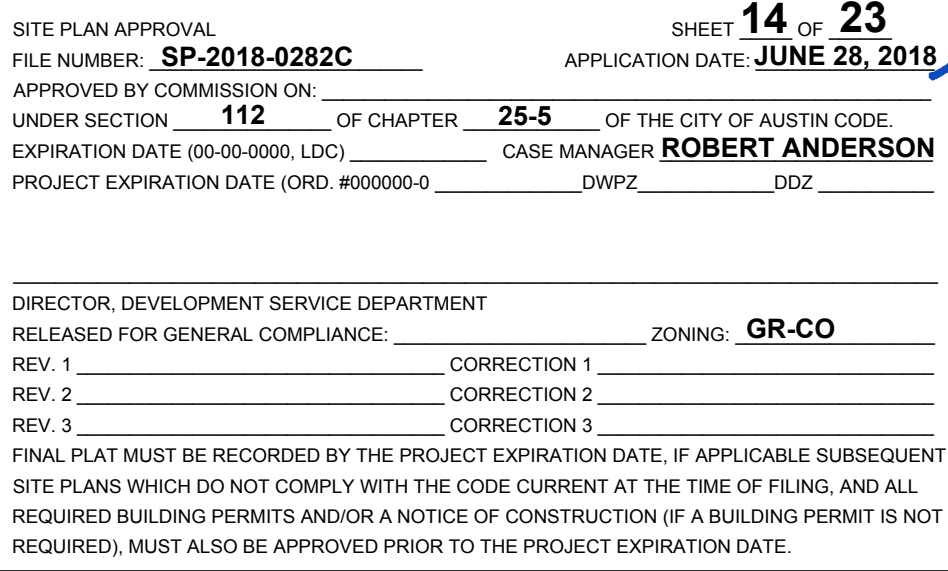 SITE PLAN APPROVAL SHEET 14 OF 23
FILE NUMBER: SP-2018-0282C APPLICATION DATE: JUNE 28, 2018
APPROVED BY COMMISSION ON: 
UNDER SECTION 112 OF CHAPTER 25-5 OF THE CITY OF AUSTIN CODE.
EXPIRATION DATE (00-00-0000, LDC) CASE MANAGER ROBERT ANDERSON
PROJECT EXPIRATION DATE (ORD. #000000-0 DWPZ DDZ
DIRECTOR, DEVELOPMENT SERVICE DEPARTMENT
RELEASED FOR GENERAL COMPLIANCE: ZONING: GR-CO
REV. 1 CORRECTION 1
REV. 2 CORRECTION 2
REV. 3 CORRECTION 3
FINAL PLAT MUST BE RECORDED BY THE PROJECT EXPIRATION DATE, IF APPLICABLE SUBSEQUENT
SITE PLANS WHICH DO NOT COMPLY WITH THE CODE CURRENT AT THE TIME OF FILING, AND ALL
REQUIRED BUILDING PERMITS AND/OR A NOTICE OF CONSTRUCTION (IF A BUILDING PERMIT IS NOT
REQUIRED), MUST ALSO BE APPROVED PRIOR TO THE PROJECT EXPIRATION DATE.